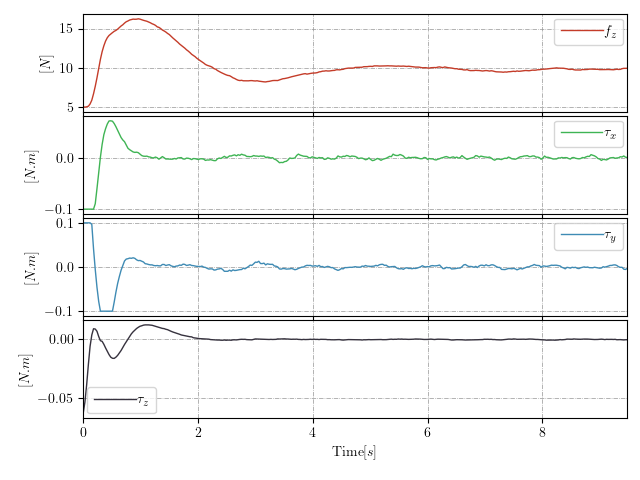 15
10
5
[N]
f_z
0.0
−0.1
[N.m]
τ_x
0.1
0.0
−0.1
[N.m]
τ_y
0.00
−0.05
[N.m]
τ_z
0 2 4 6 8
Time[s]